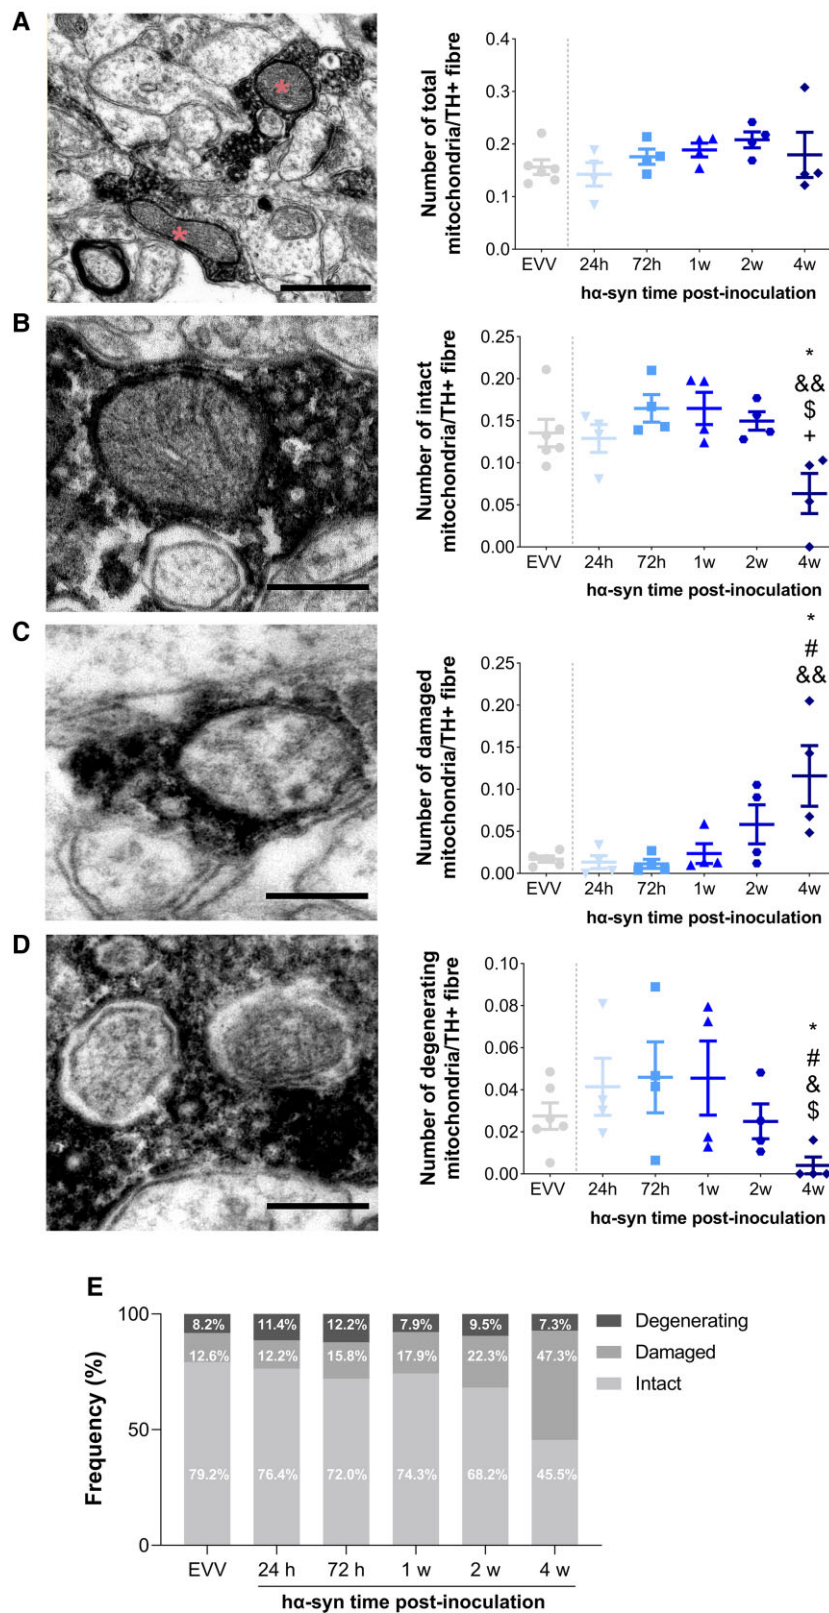 A
*
*
Number of total
mitochondria/TH+ fibre
0.4
0.3
0.2
0.1
0.0
EVV 24h 72h 1w 2w 4w
hα-syn time post-inoculation
B
Number of intact
mitochondria/TH+ fibre
0.25
0.20
0.15
0.10
0.05
0.00
*
&&
$
+
EVV 24h 72h 1w 2w 4w
hα-syn time post-inoculation
C
Number of damaged
mitochondria/TH+ fibre
0.25
0.20
0.15
0.10
0.05
0.00
*
#
&&
EVV 24h 72h 1w 2w 4w
hα-syn time post-inoculation
D
Number of degenerating
mitochondria/TH+ fibre
0.10
0.08
0.06
0.04
0.02
0.00
*
#
&
$
EVV 24h 72h 1w 2w 4w
hα-syn time post-inoculation
E
Frequency (%)
100
50
0
8.2% 11.4% 12.2% 7.9% 9.5% 7.3%
12.6% 12.2% 15.8% 17.9% 22.3% 47.3%
79.2% 76.4% 72.0% 74.3% 68.2% 45.5%
Degenerating
Damaged
Intact
EVV 24 h 72 h 1 w 2 w 4 w
hα-syn time post-inoculation